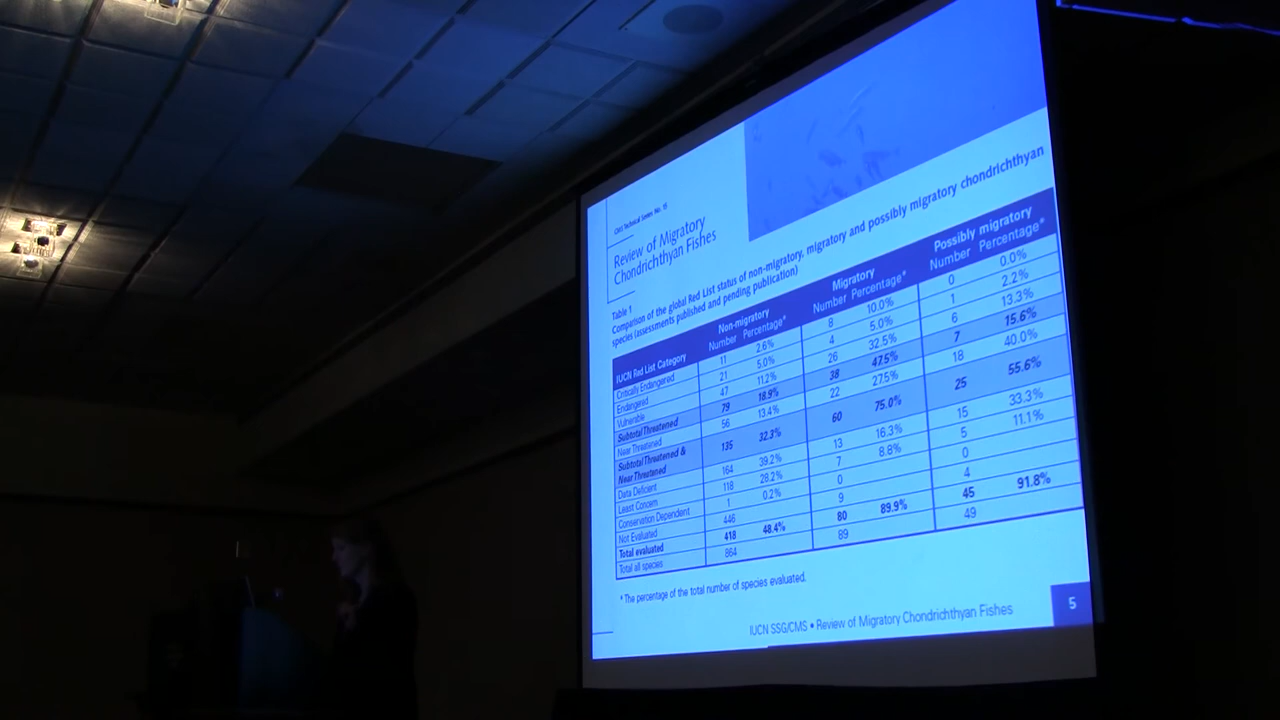 CMS Technical Series No. 15
Review of Migratory
Chondrichthyan Fishes
Table 1
Comparison of the global Red List status of non-migratory, migratory and possibly migratory chondrichthyan
species (assessments published and pending publication)
Non-migratory Migratory Possibly migratory
IUCN Red List Category Number Percentage* Number Percentage* Number Percentage*
Critically Endangered 11 2.6% 8 10.0% 0 0.0%
Endangered 21 5.0% 4 5.0% 1 2.2%
Vulnerable 47 11.2% 26 32.5% 6 13.3%
Subtotal Threatened 79 18.9% 38 47.5% 7 15.6%
Near Threatened 56 13.4% 22 27.5% 18 40.0%
Subtotal Threatened &
Near Threatened 135 32.3% 60 75.0% 25 55.6%
Data Deficient 164 39.2% 13 16.3% 15 33.3%
Least Concern 118 28.2% 7 8.8% 5 11.1%
Conservation Dependent 1 0.2% 0 0
Not Evaluated 446 9 4
Total evaluated 418 48.4% 80 89.9% 45 91.8%
Total all species 864 89 49
* The percentage of the total number of species evaluated.
IUCN SSG/CMS • Review of Migratory Chondrichthyan Fishes 5